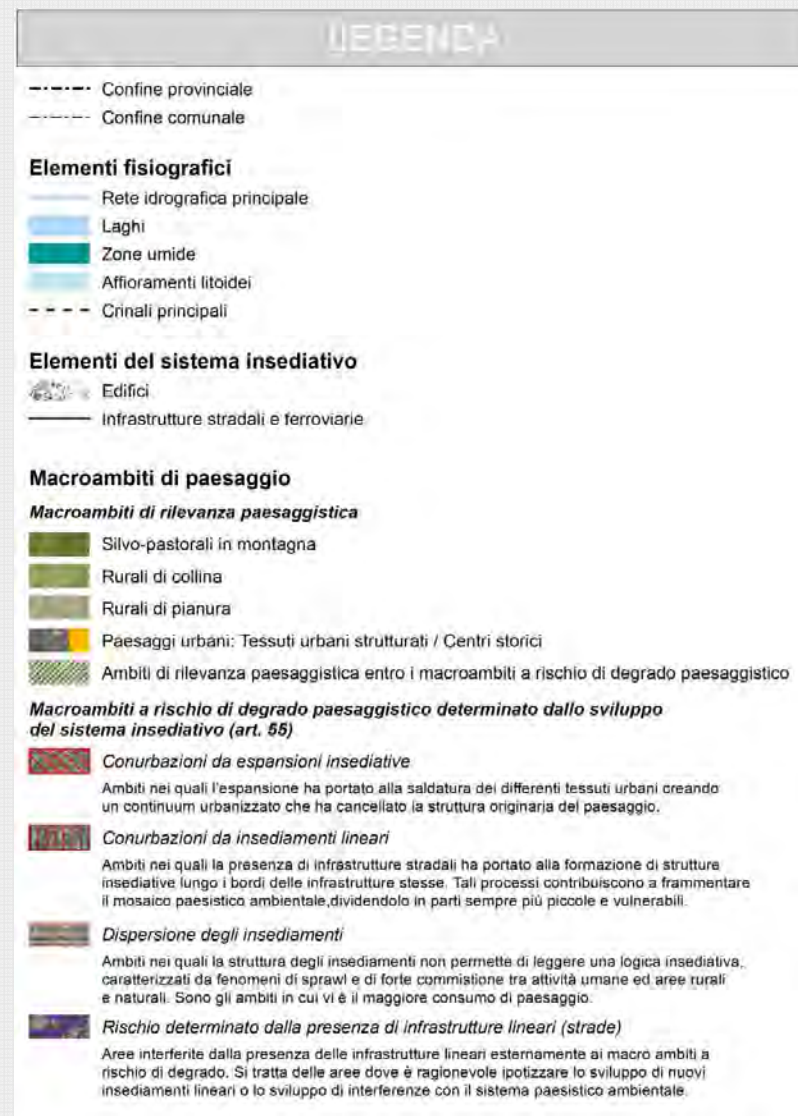 LEGENDA
Confine provinciale
Confine comunale
Elementi fisiografici
Rete idrografica principale
Laghi
Zone umide
Affioramenti litoidei
Crinali principali
Elementi del sistema insediativo
Edifici
Infrastrutture stradali e ferroviarie
Macroambiti di paesaggio
Macroambiti di rilevanza paesaggistica
Silvo-pastorali in montagna
Rurali di collina
Rurali di pianura
Paesaggi urbani: Tessuti urbani strutturati / Centri storici
Ambiti di rilevanza paesaggistica entro i macroambiti a rischio di degrado paesaggistico
Macroambiti a rischio di degrado paesaggistico determinato dallo sviluppo
del sistema insediativo (art. 55)
Conurbazioni da espansioni insediative
Ambiti nei quali l'espansione ha portato alla saldatura dei differenti tessuti urbani creando
un continuum urbanizzato che ha cancellato la struttura originaria del paesaggio.
Conurbazioni da insediamenti lineari
Ambiti nei quali la presenza di infrastrutture stradali ha portato alla formazione di strutture
insediative lungo i bordi delle infrastrutture stesse. Tali processi contribuiscono a frammentare
il mosaico paesistico ambientale,dividendolo in parti sempre più piccole e vulnerabili.
Dispersione degli insediamenti
Ambiti nei quali la struttura degli insediamenti non permette di leggere una logica insediativa,
caratterizzati da fenomeni di sprawl e di forte commistione tra attività umane ed aree rurali
e naturali. Sono gli ambiti in cui vi è il maggiore consumo di paesaggio.
Rischio determinato dalla presenza di infrastrutture lineari (strade)
Aree interferite dalla presenza delle infrastrutture lineari esternamente ai macro ambiti a
rischio di degrado. Si tratta delle aree dove è ragionevole ipotizzare lo sviluppo di nuovi
insediamenti lineari o lo sviluppo di interferenze con il sistema paesistico ambientale.